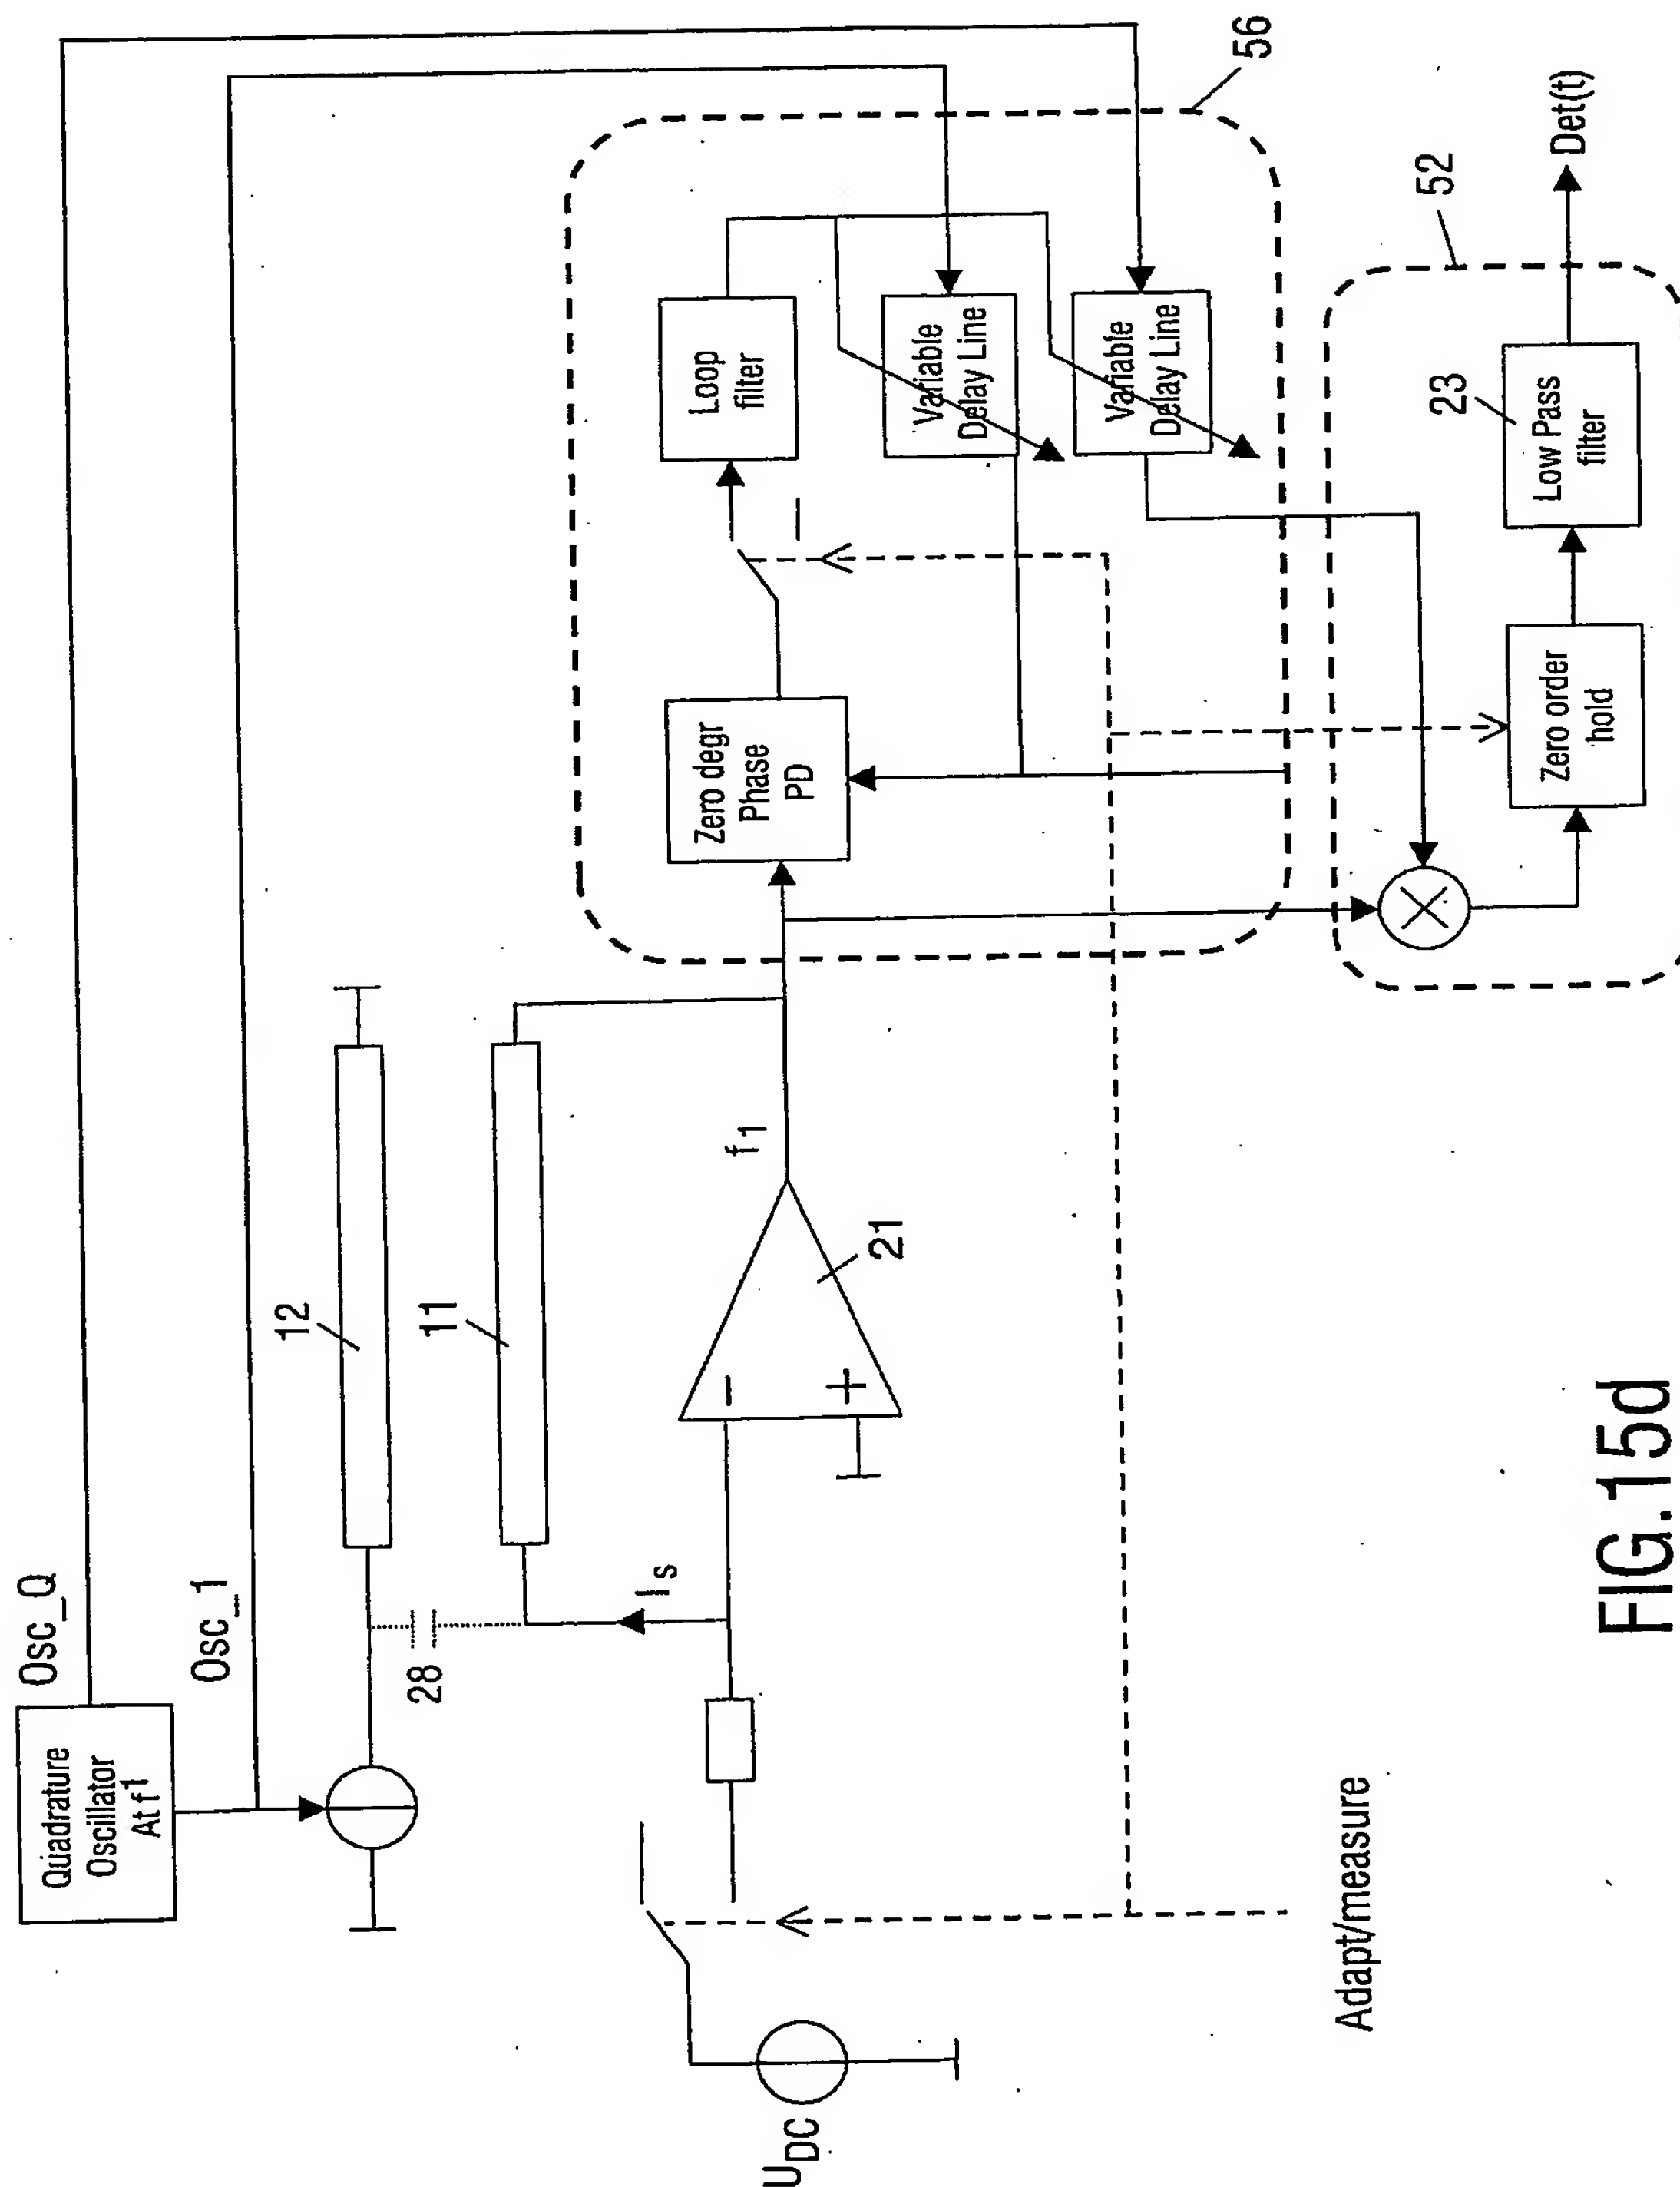 Quadrature
Oscillator
At f1
Osc_Q
Osc_1
12
28
11
Is
UDC
Adapt/measure
−
+
21
f1
Zero degr
Phase
PD
Loop
filter
Variable
Delay Line
Variable
Delay Line
56
52
Zero order
hold
Low Pass
filter
23
Det(t)
FIG.15d